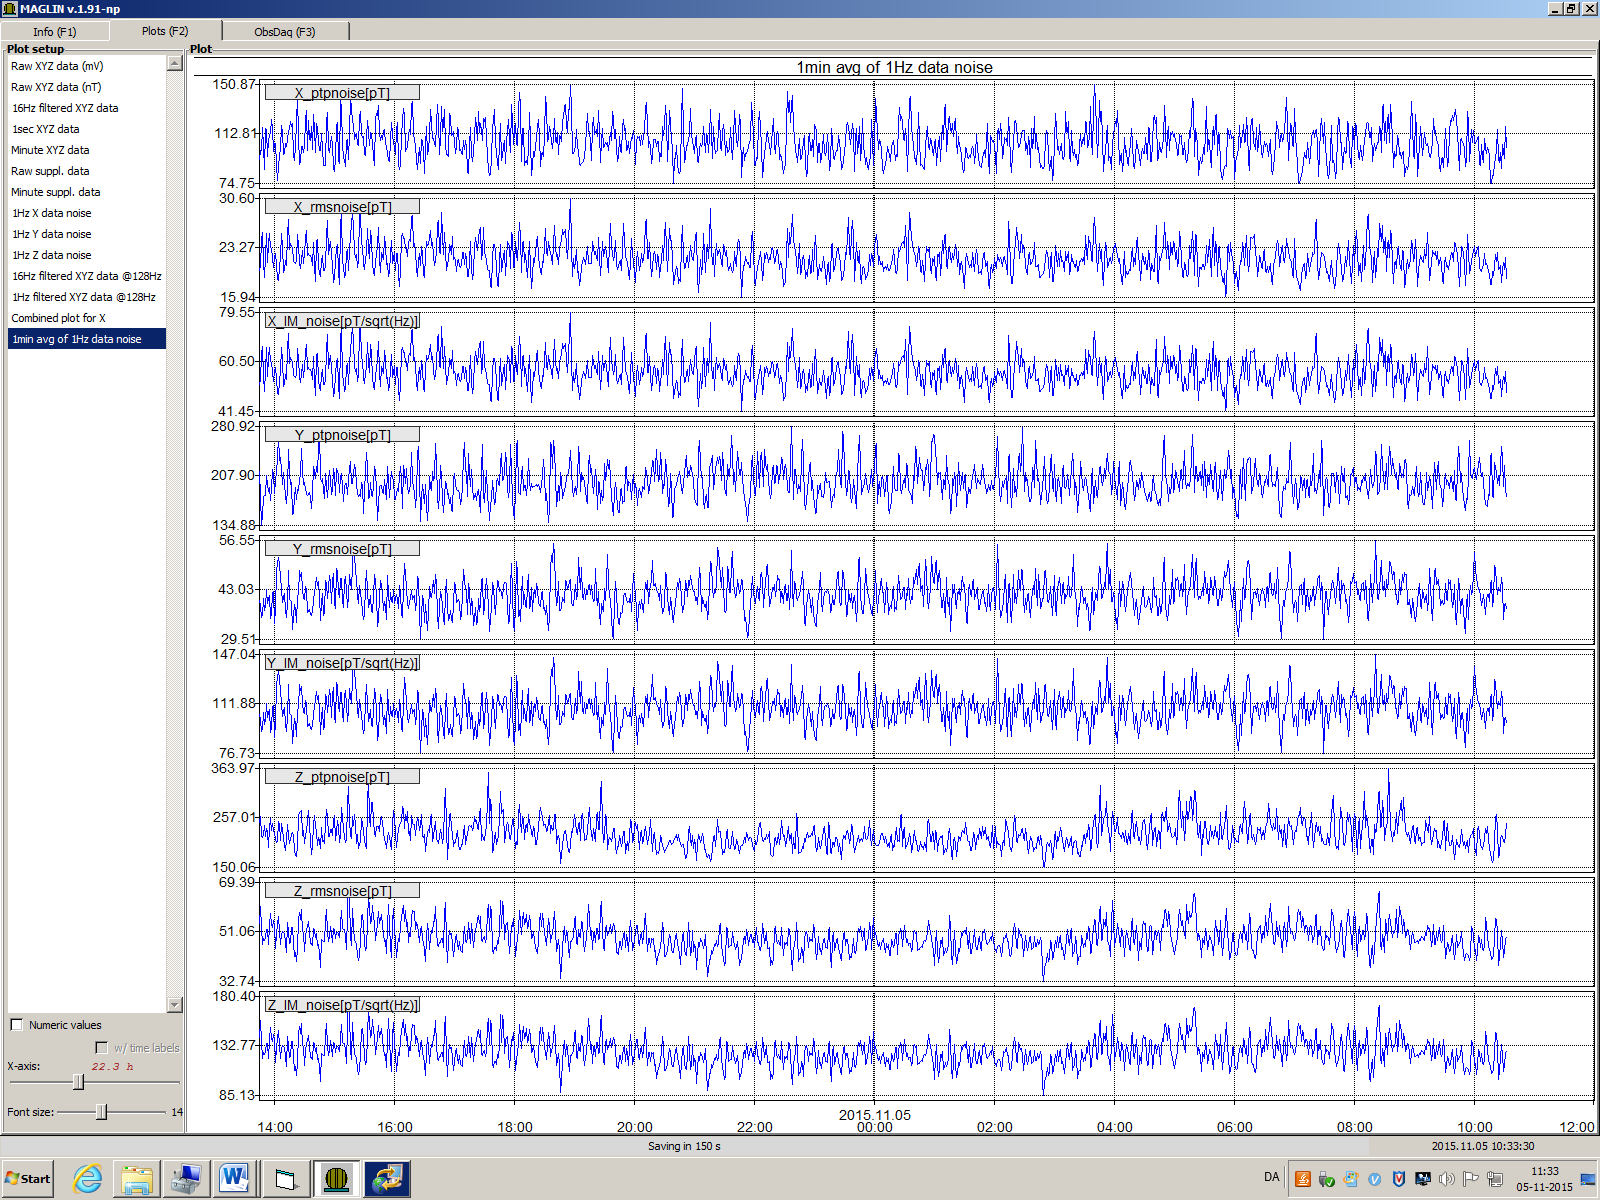 MAGLIN v.1.91-np
Info (F1)
Plots (F2)
ObsDaq (F3)
Plot setup
Raw XYZ data (mV)
Raw XYZ data (nT)
16Hz filtered XYZ data
1sec XYZ data
Minute XYZ data
Raw suppl. data
Minute suppl. data
1Hz X data noise
1Hz Y data noise
1Hz Z data noise
16Hz filtered XYZ data @128Hz
1Hz filtered XYZ data @128Hz
Combined plot for X
1min avg of 1Hz data noise
Numeric values
w/ time labels
X-axis: 22.3 h
Font size: 14
Plot
1min avg of 1Hz data noise
X_ptpnoise[pT]
150.87
112.81
74.75
X_rmsnoise[pT]
30.60
23.27
15.94
X_IM_noise[pT/sqrt(Hz)]
79.55
60.50
41.45
Y_ptpnoise[pT]
280.92
207.90
134.88
Y_rmsnoise[pT]
56.55
43.03
29.51
Y_IM_noise[pT/sqrt(Hz)]
147.04
111.88
76.73
Z_ptpnoise[pT]
363.97
257.01
150.06
Z_rmsnoise[pT]
69.39
51.06
32.74
Z_IM_noise[pT/sqrt(Hz)]
180.40
132.77
85.13
2015.11.05
14:00 16:00 18:00 20:00 22:00 00:00 02:00 04:00 06:00 08:00 10:00 12:00
Saving in 150 s
2015.11.05 10:33:30
Start
DA
11:33
05-11-2015